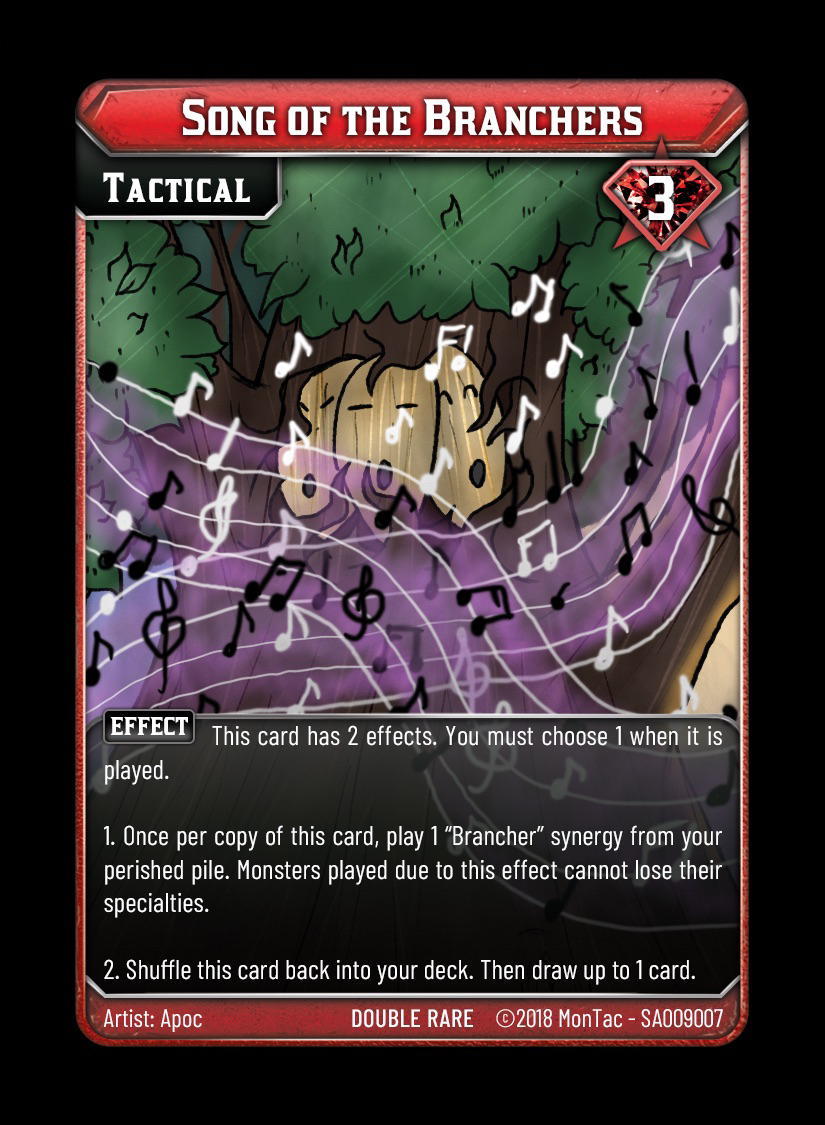 Song of the Branchers
Tactical
3
EFFECT This card has 2 effects. You must choose 1 when it is
played.
1. Once per copy of this card, play 1 "Brancher" synergy from your
perished pile. Monsters played due to this effect cannot lose their
specialties.
2. Shuffle this card back into your deck. Then draw up to 1 card.
Artist: Apoc DOUBLE RARE ©2018 MonTac - SA009007